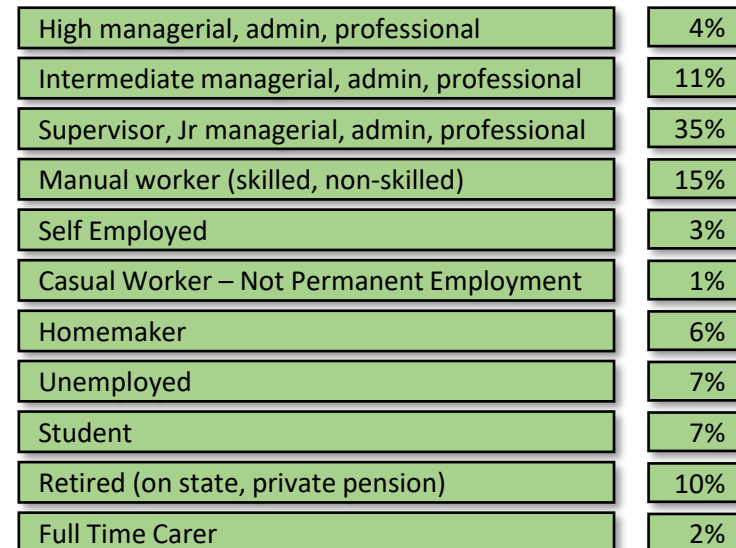 High managerial, admin, professional 4%
Intermediate managerial, admin, professional 11%
Supervisor, Jr managerial, admin, professional 35%
Manual worker (skilled, non-skilled) 15%
Self Employed 3%
Casual Worker – Not Permanent Employment 1%
Homemaker 6%
Unemployed 7%
Student 7%
Retired (on state, private pension) 10%
Full Time Carer 2%